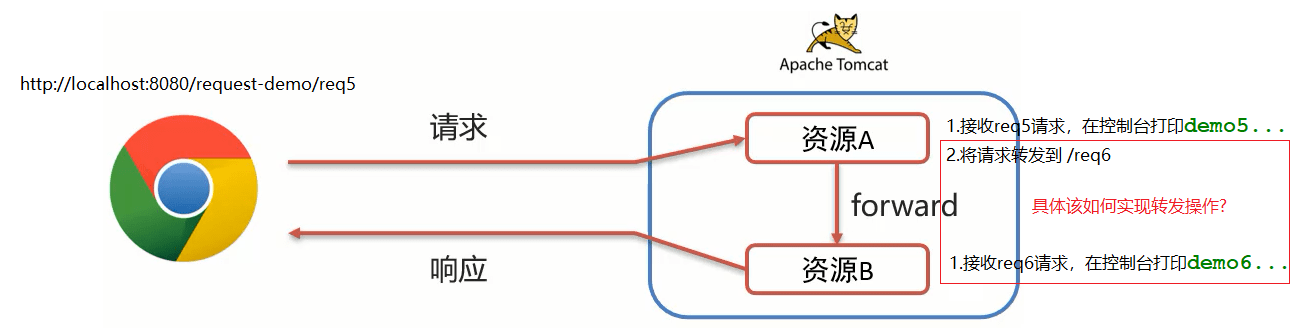 Apache Tomcat
http://localhost:8080/request-demo/req5
请求
资源A
1.接收req5请求，在控制台打印demo5...
2.将请求转发到 /req6
forward
具体该如何实现转发操作?
响应
资源B
1.接收req6请求，在控制台打印demo6...